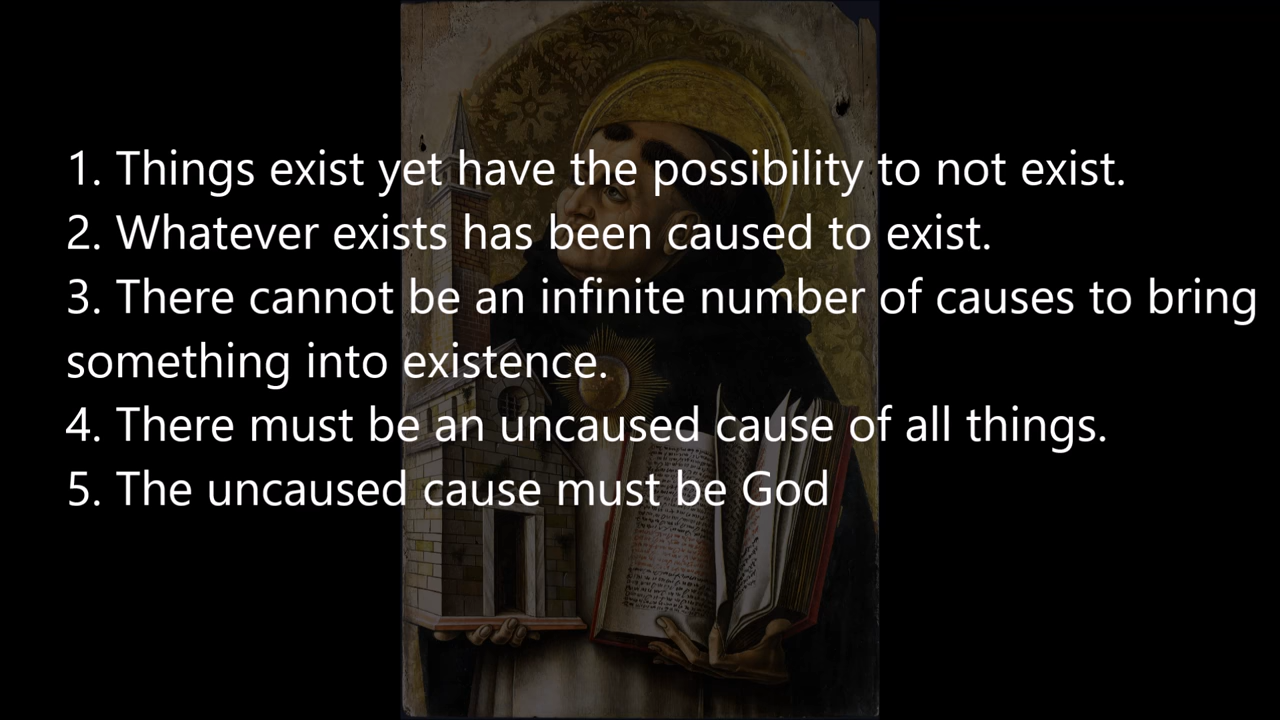 1. Things exist yet have the possibility to not exist.
2. Whatever exists has been caused to exist.
3. There cannot be an infinite number of causes to bring
something into existence.
4. There must be an uncaused cause of all things.
5. The uncaused cause must be God